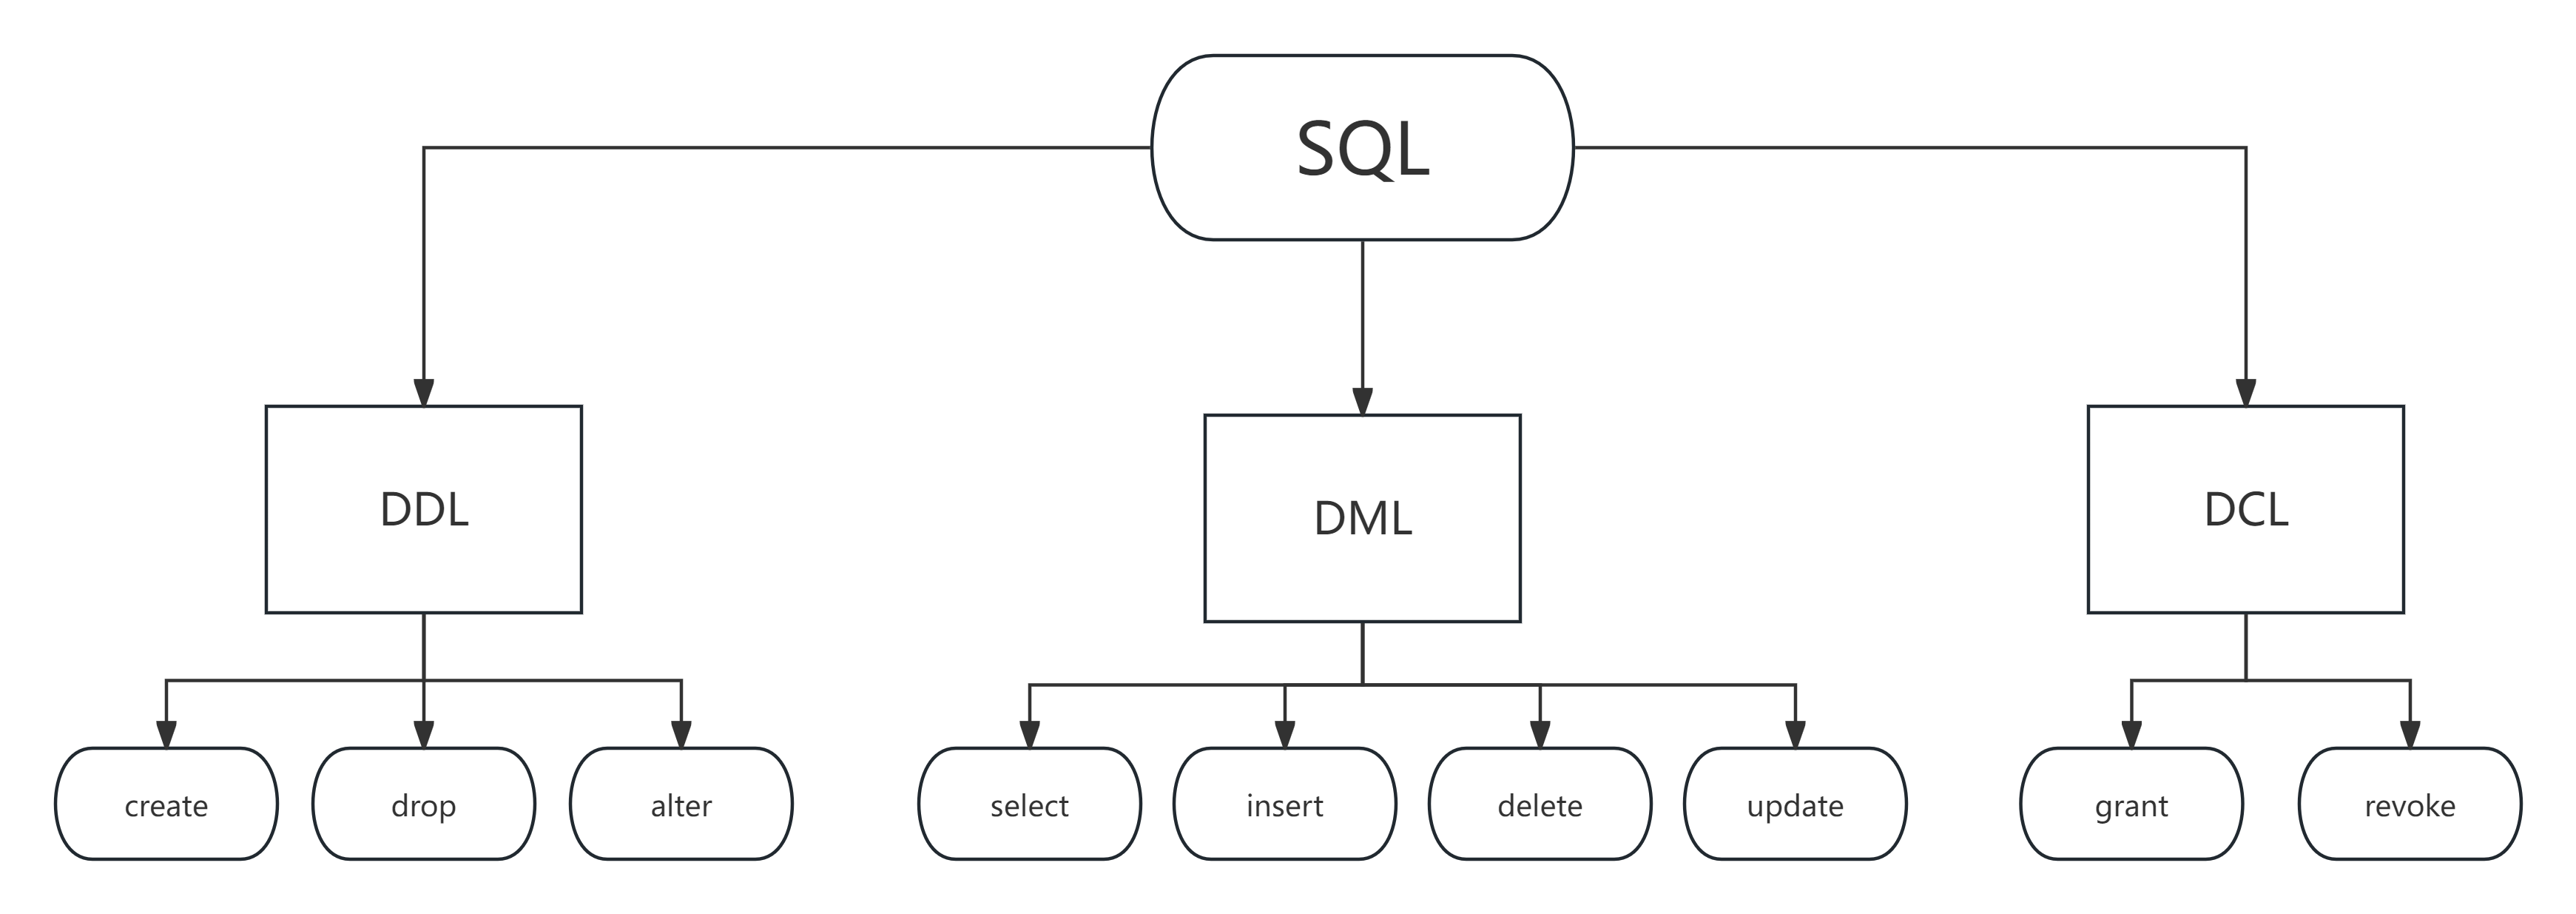 SQL
DDL
DML
DCL
create
drop
alter
select
insert
delete
update
grant
revoke